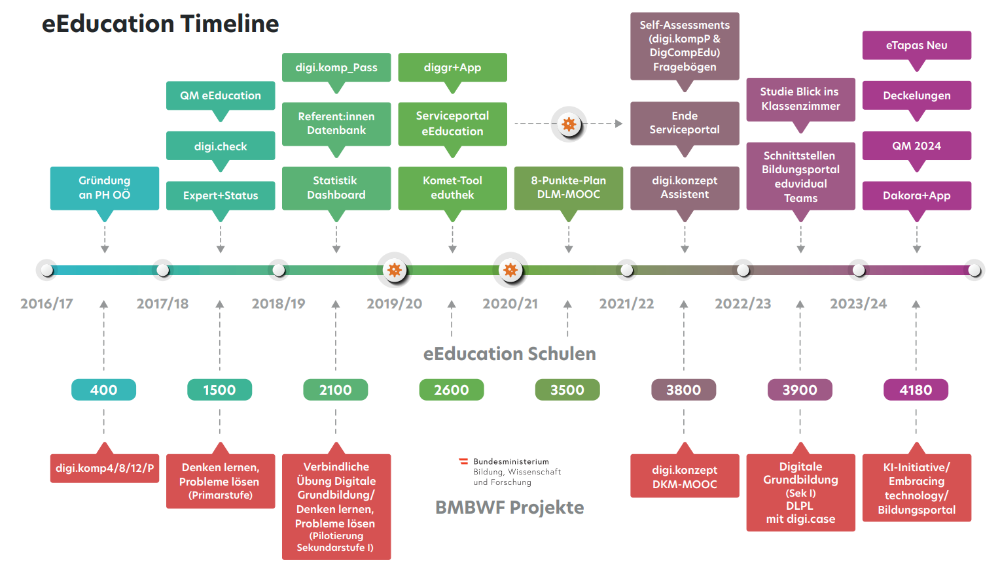 eEducation Timeline
Gründung
an PH OÖ
QM eEducation
digi.check
Expert+Status
digi.komp_Pass
Referent:innen
Datenbank
Statistik
Dashboard
diggr+App
Serviceportal
eEducation
Komet-Tool
eduthek
8-Punkte-Plan
DLM-MOOC
Self-Assessments
(digi.kompP &
DigCompEdu)
Fragebögen
Ende
Serviceportal
digi.konzept
Assistent
Studie Blick ins
Klassenzimmer
Schnittstellen
Bildungsportal
eduvidual
Teams
eTapas Neu
Deckelungen
QM 2024
Dakora+App
2016/17
2017/18
2018/19
2019/20
2020/21
2021/22
2022/23
2023/24
eEducation Schulen
400
1500
2100
2600
3500
3800
3900
4180
digi.komp4/8/12/P
Denken lernen,
Probleme lösen
(Primarstufe)
Verbindliche
Übung Digitale
Grundbildung/
Denken lernen,
Probleme lösen
(Pilotierung
Sekundarstufe I)
Bundesministerium
Bildung, Wissenschaft
und Forschung
BMBWF Projekte
digi.konzept
DKM-MOOC
Digitale
Grundbildung
(Sek I)
DLPL
mit digi.case
KI-Initiative/
Embracing
technology/
Bildungsportal